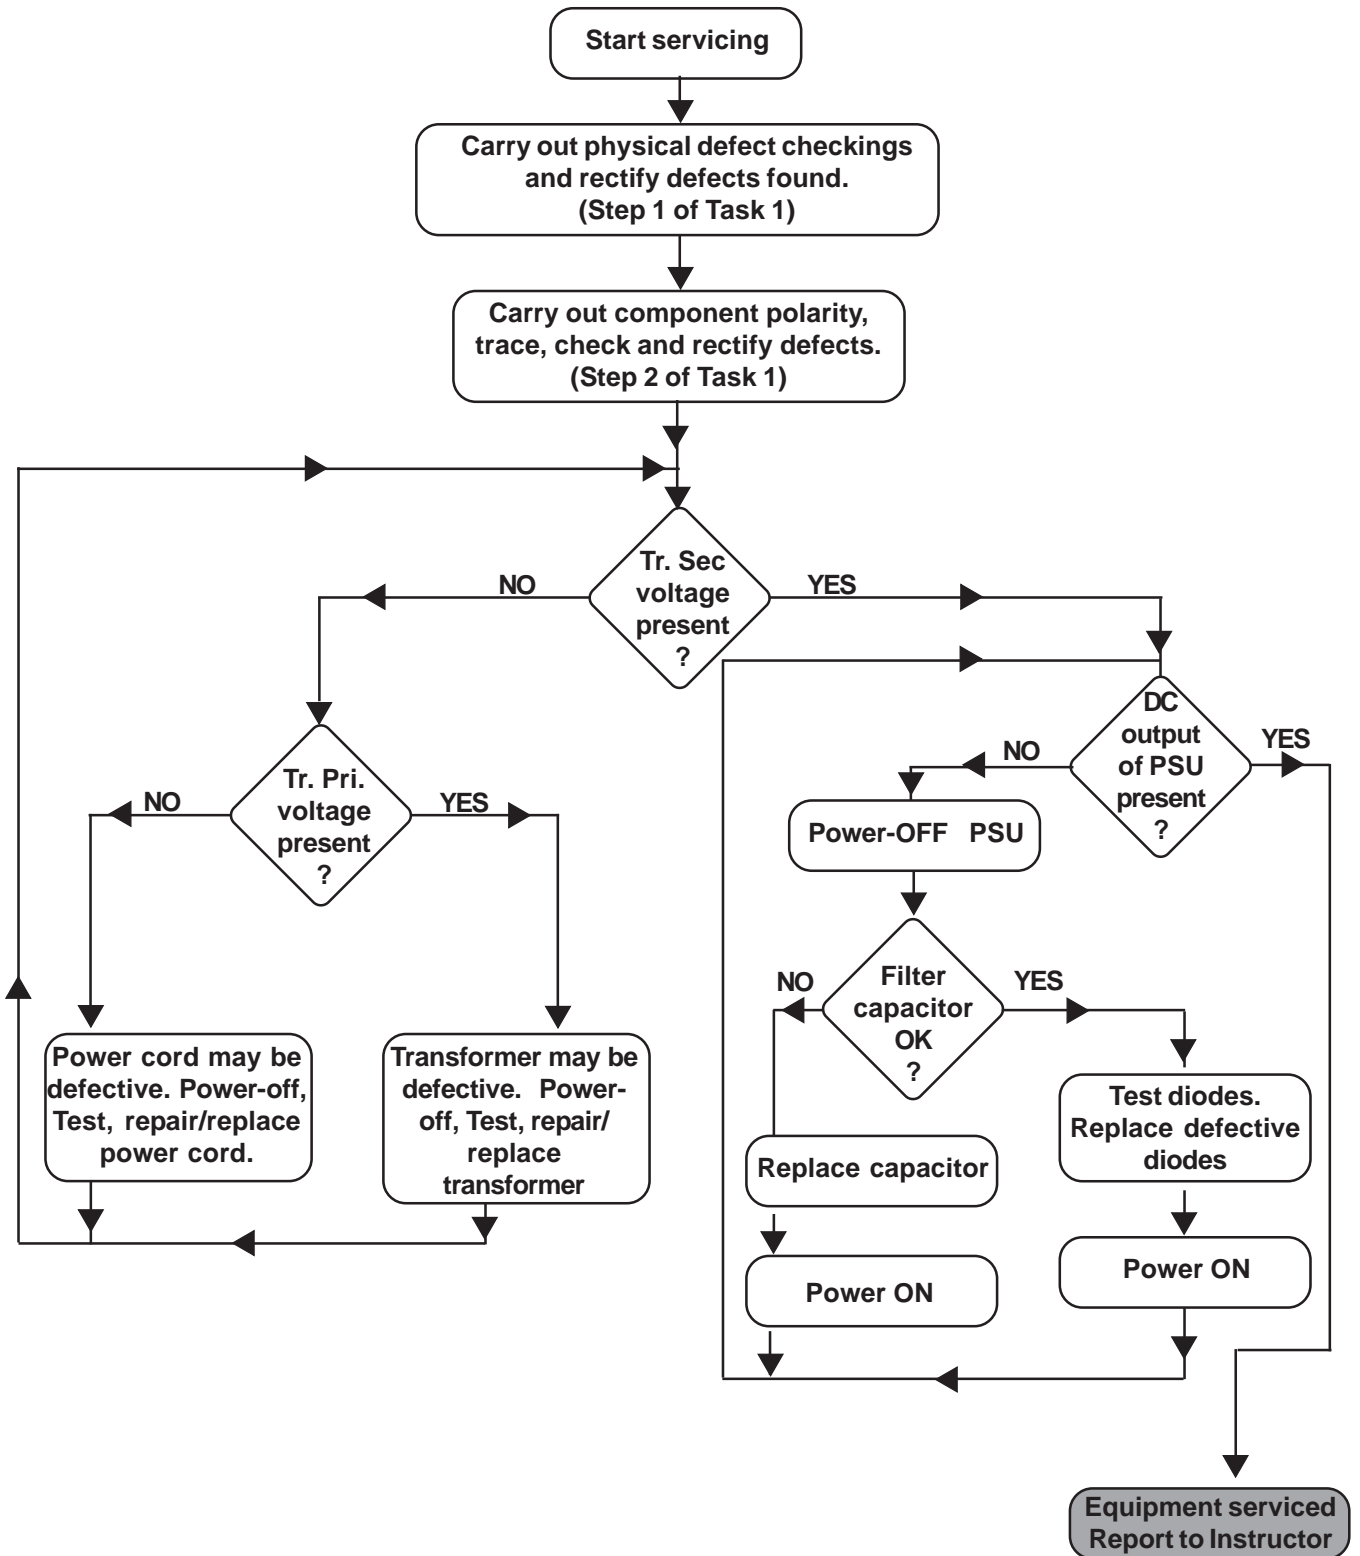 Start servicing
Carry out physical defect checkings
and rectify defects found.
(Step 1 of Task 1)
Carry out component polarity,
trace, check and rectify defects.
(Step 2 of Task 1)
Tr. Sec
voltage
present
?
NO
YES
Tr. Pri.
voltage
present
?
NO
YES
Power cord may be
defective. Power-off,
Test, repair/replace
power cord.
Transformer may be
defective. Power-
off, Test, repair/
replace
transformer
DC
output
of PSU
present
?
NO
YES
Power-OFF PSU
Filter
capacitor
OK
?
NO
YES
Replace capacitor
Power ON
Test diodes.
Replace defective
diodes
Power ON
Equipment serviced
Report to Instructor